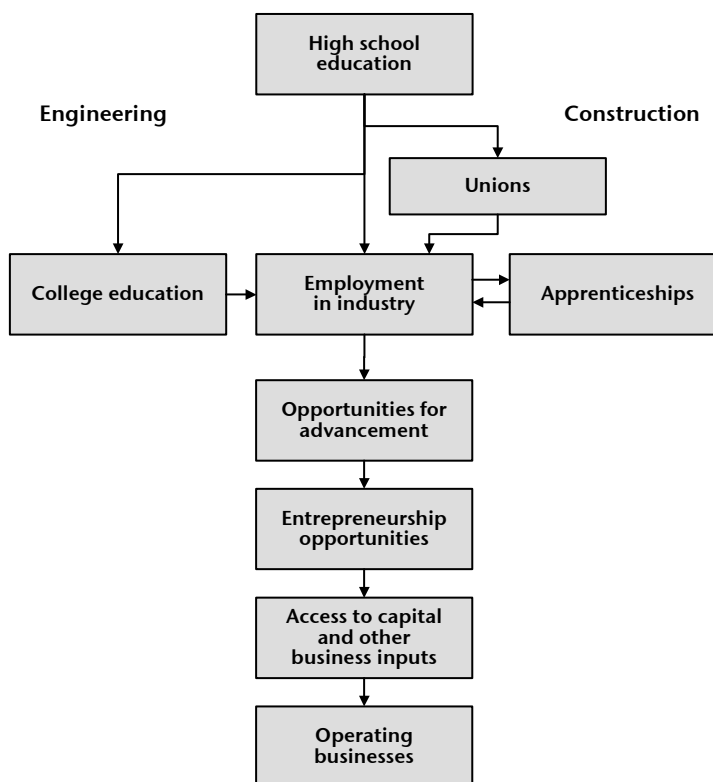 High school
education
Engineering
Construction
Unions
College education
Employment
in industry
Apprenticeships
Opportunities for
advancement
Entrepreneurship
opportunities
Access to capital
and other
business inputs
Operating
businesses